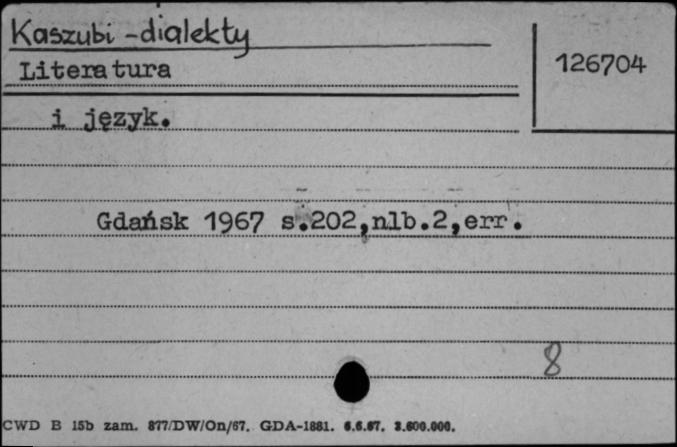 Kaszubi - dialekty
Literatura
126704
i język.
Gdańsk 1967 s.202,nlb.2,err.
8
CWD B 15b zam. 877/DW/On/67. GDA-1881. 6.6.67. 3.600.000.